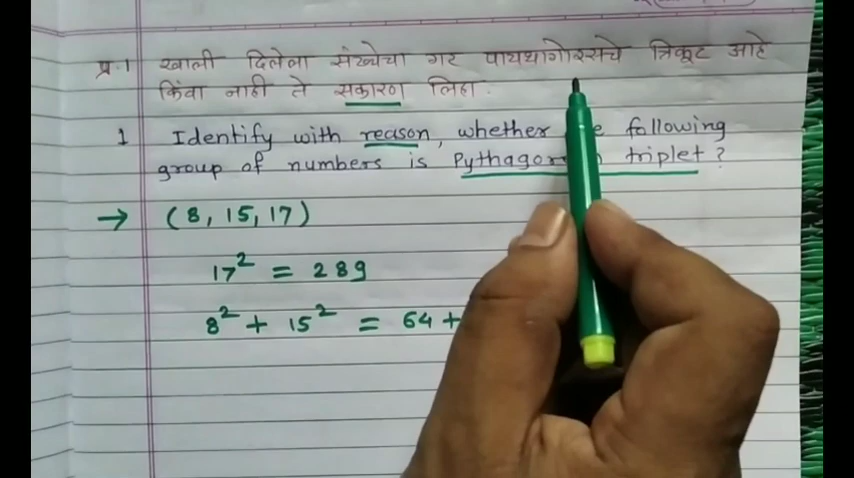 प्र.1 खाली दिलेला संख्येचा गट पायथागोरसचे त्रिकूट आहे
किंवा नाही ते सकारण लिहा.
1 Identify with reason, whether following
group of numbers is triplet?
→ (8, 15, 17)
17² = 289
8² + 15² = 64 +